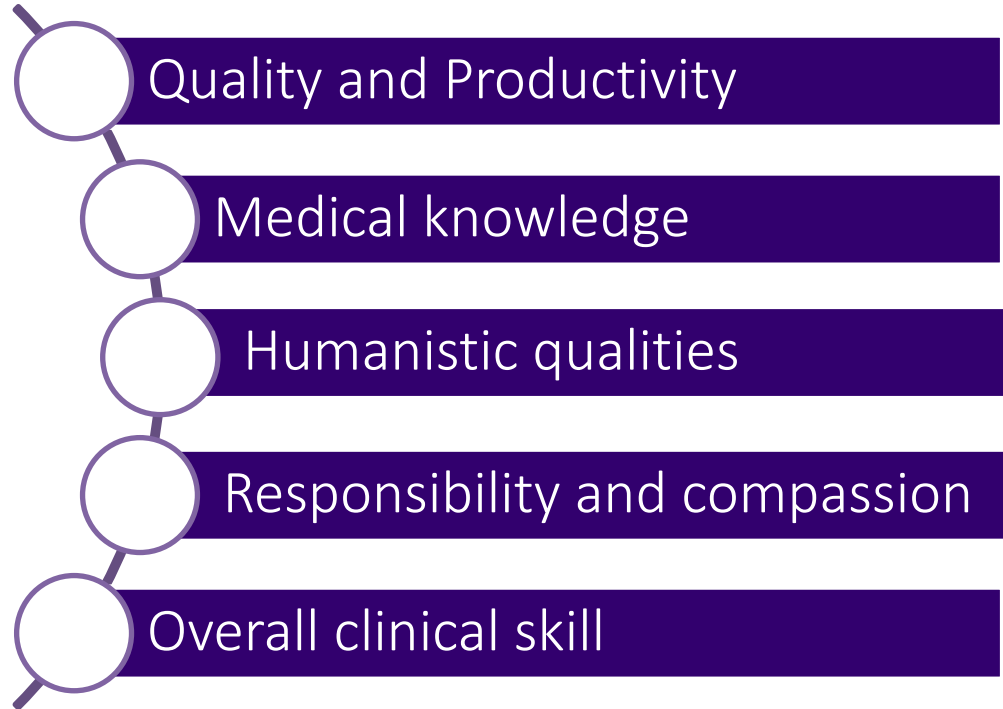 Quality and Productivity
Medical knowledge
Humanistic qualities
Responsibility and compassion
Overall clinical skill